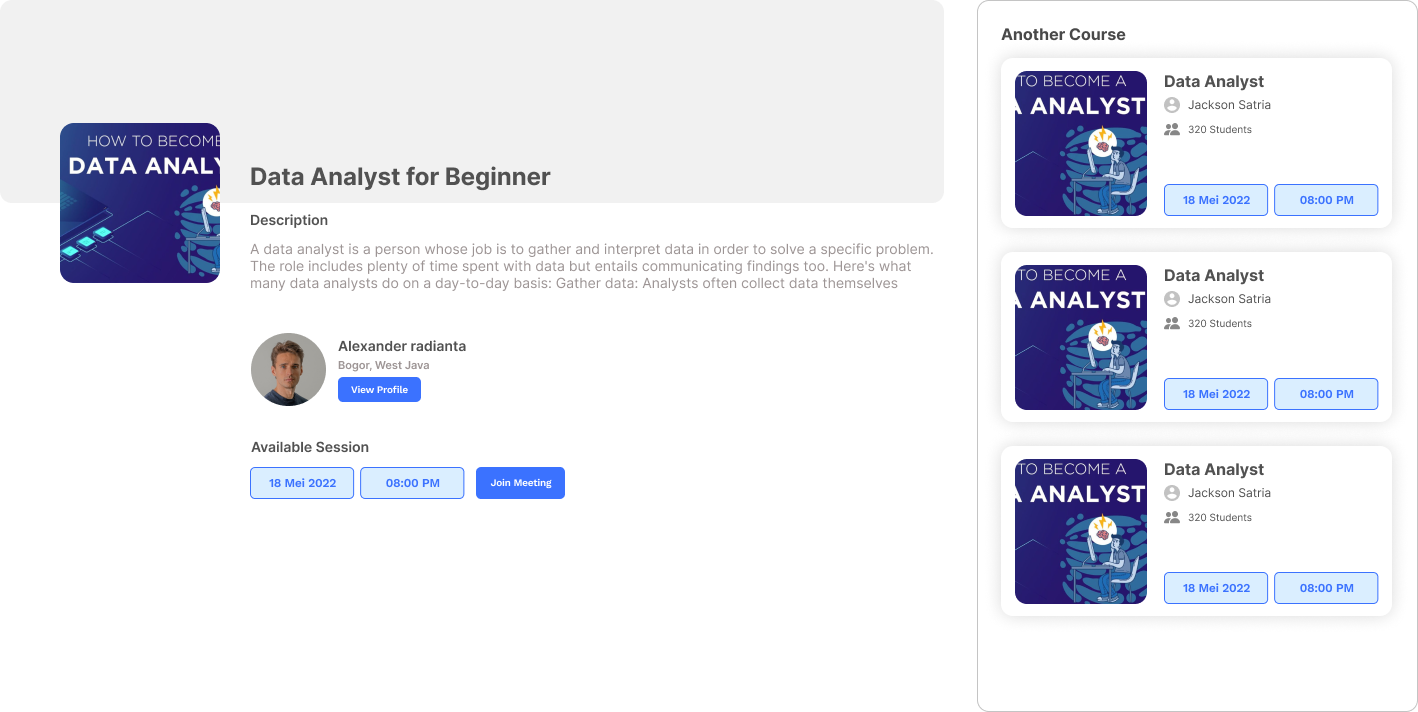 HOW TO BECOME
DATA ANALY
Data Analyst for Beginner
Description
A data analyst is a person whose job is to gather and interpret data in order to solve a specific problem.
The role includes plenty of time spent with data but entails communicating findings too. Here's what
many data analysts do on a day-to-day basis: Gather data: Analysts often collect data themselves
Alexander radianta
Bogor, West Java
View Profile
Available Session
18 Mei 2022
08:00 PM
Join Meeting
Another Course
TO BECOME A
A ANALYST
Data Analyst
Jackson Satria
320 Students
18 Mei 2022
08:00 PM
TO BECOME A
A ANALYST
Data Analyst
Jackson Satria
320 Students
18 Mei 2022
08:00 PM
TO BECOME A
A ANALYST
Data Analyst
Jackson Satria
320 Students
18 Mei 2022
08:00 PM